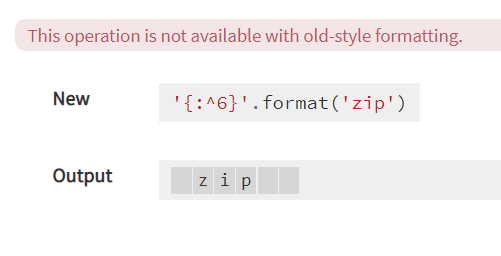 This operation is not available with old-style formatting.
New
'{:^6}'.format('zip')
Output
z i p